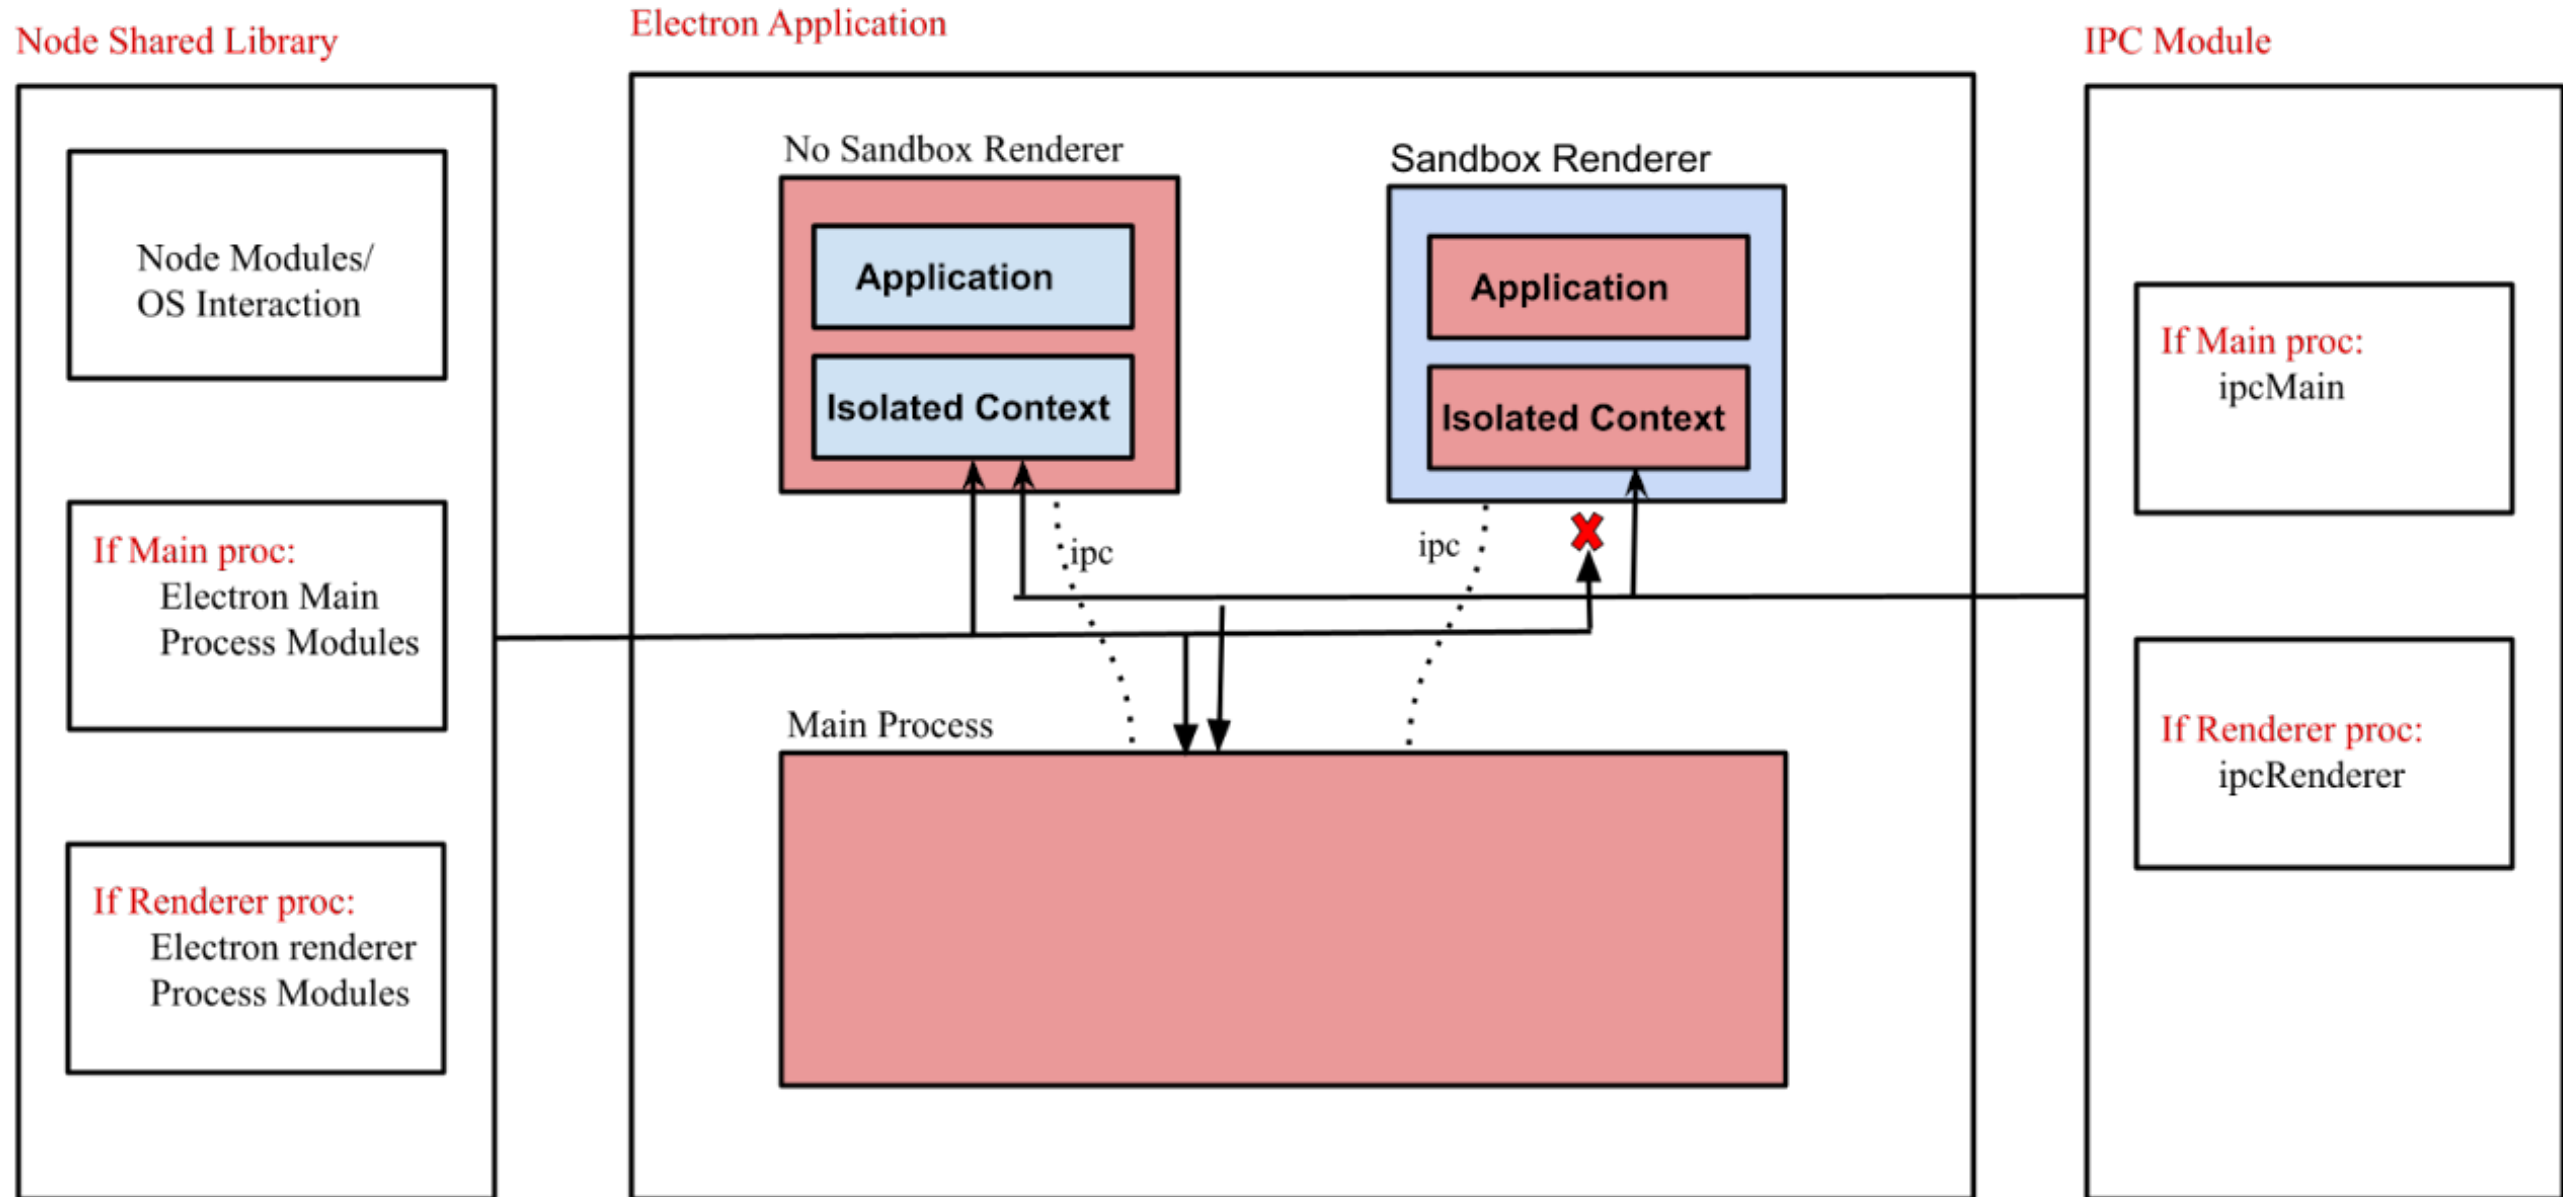 Node Shared Library
Node Modules/
OS Interaction
If Main proc:
Electron Main
Process Modules
If Renderer proc:
Electron renderer
Process Modules
Electron Application
No Sandbox Renderer
Application
Isolated Context
Sandbox Renderer
Application
Isolated Context
ipc
ipc
Main Process
IPC Module
If Main proc:
ipcMain
If Renderer proc:
ipcRenderer